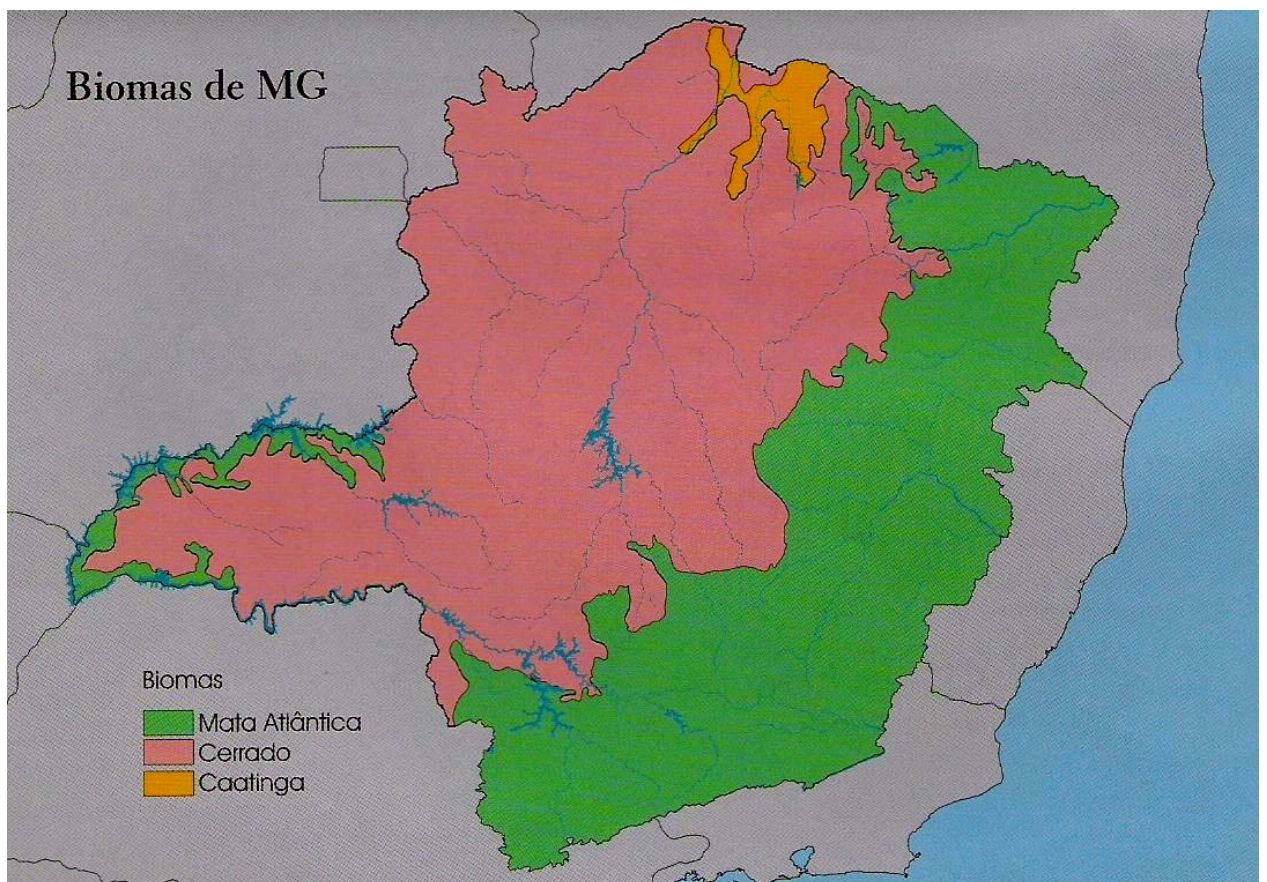 Biomas de MG
Biomas
Mata Atlântica
Cerrado
Caatinga